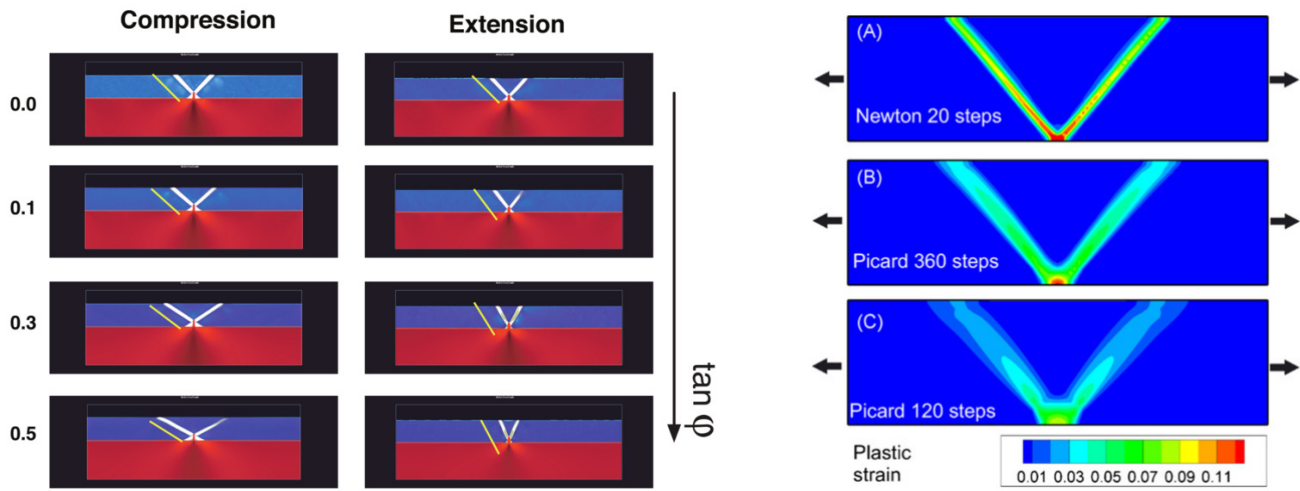 Compression
Extension
0.0
0.1
0.3
0.5
tan φ
(A)
Newton 20 steps
(B)
Picard 360 steps
(C)
Picard 120 steps
Plastic
strain
0.01 0.03 0.05 0.07 0.09 0.11